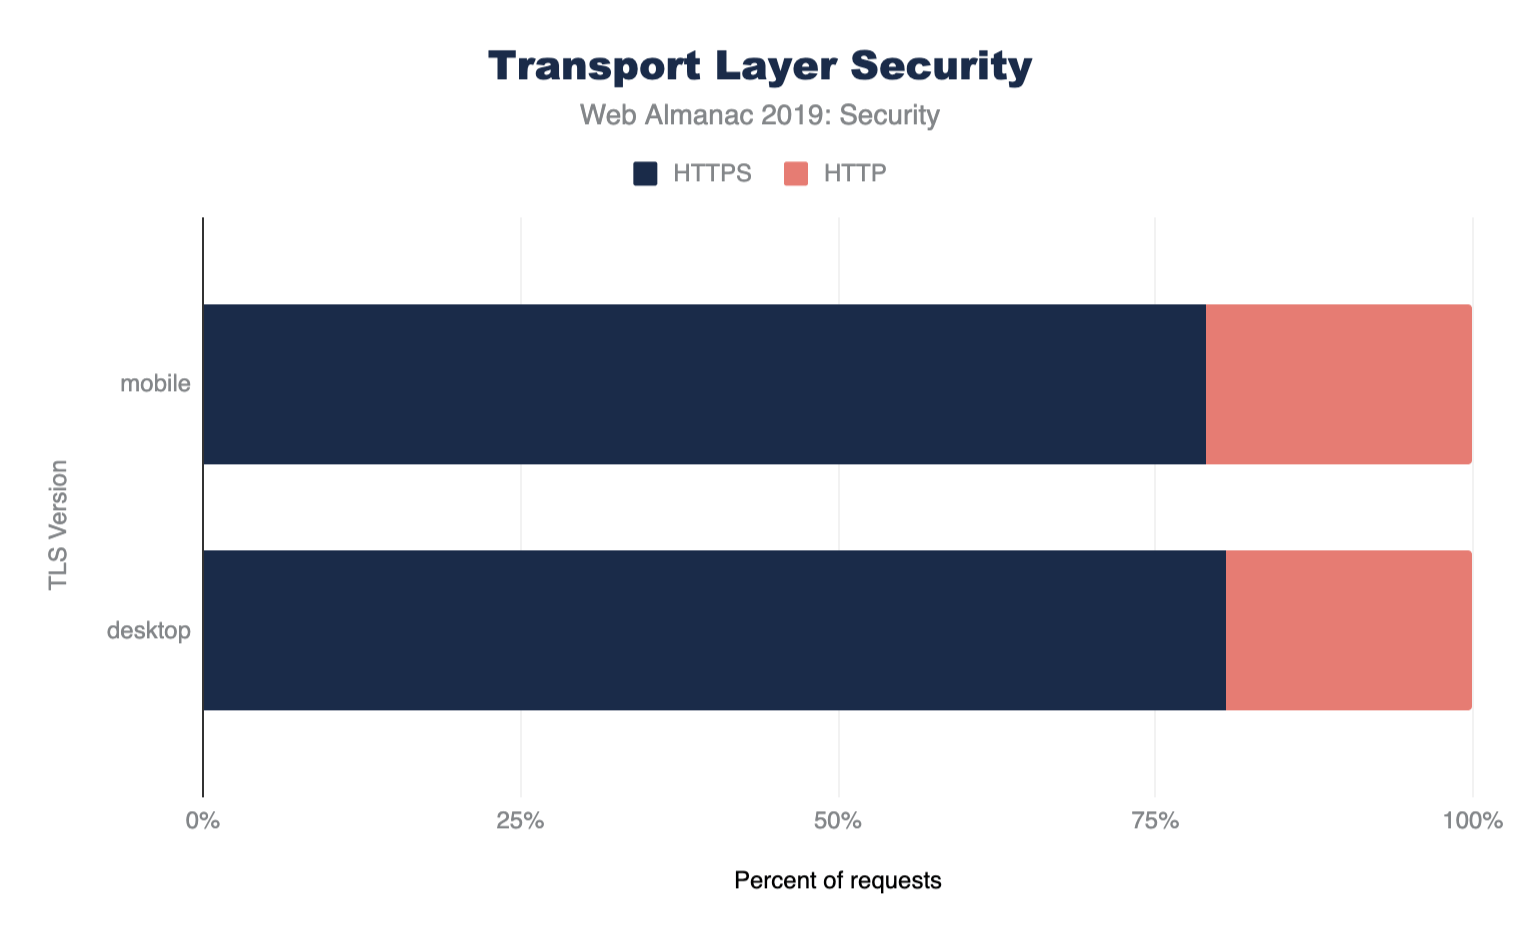 Transport Layer Security
Web Almanac 2019: Security
HTTPS HTTP
mobile
TLS Version
desktop
0% 25% 50% 75% 100%
Percent of requests